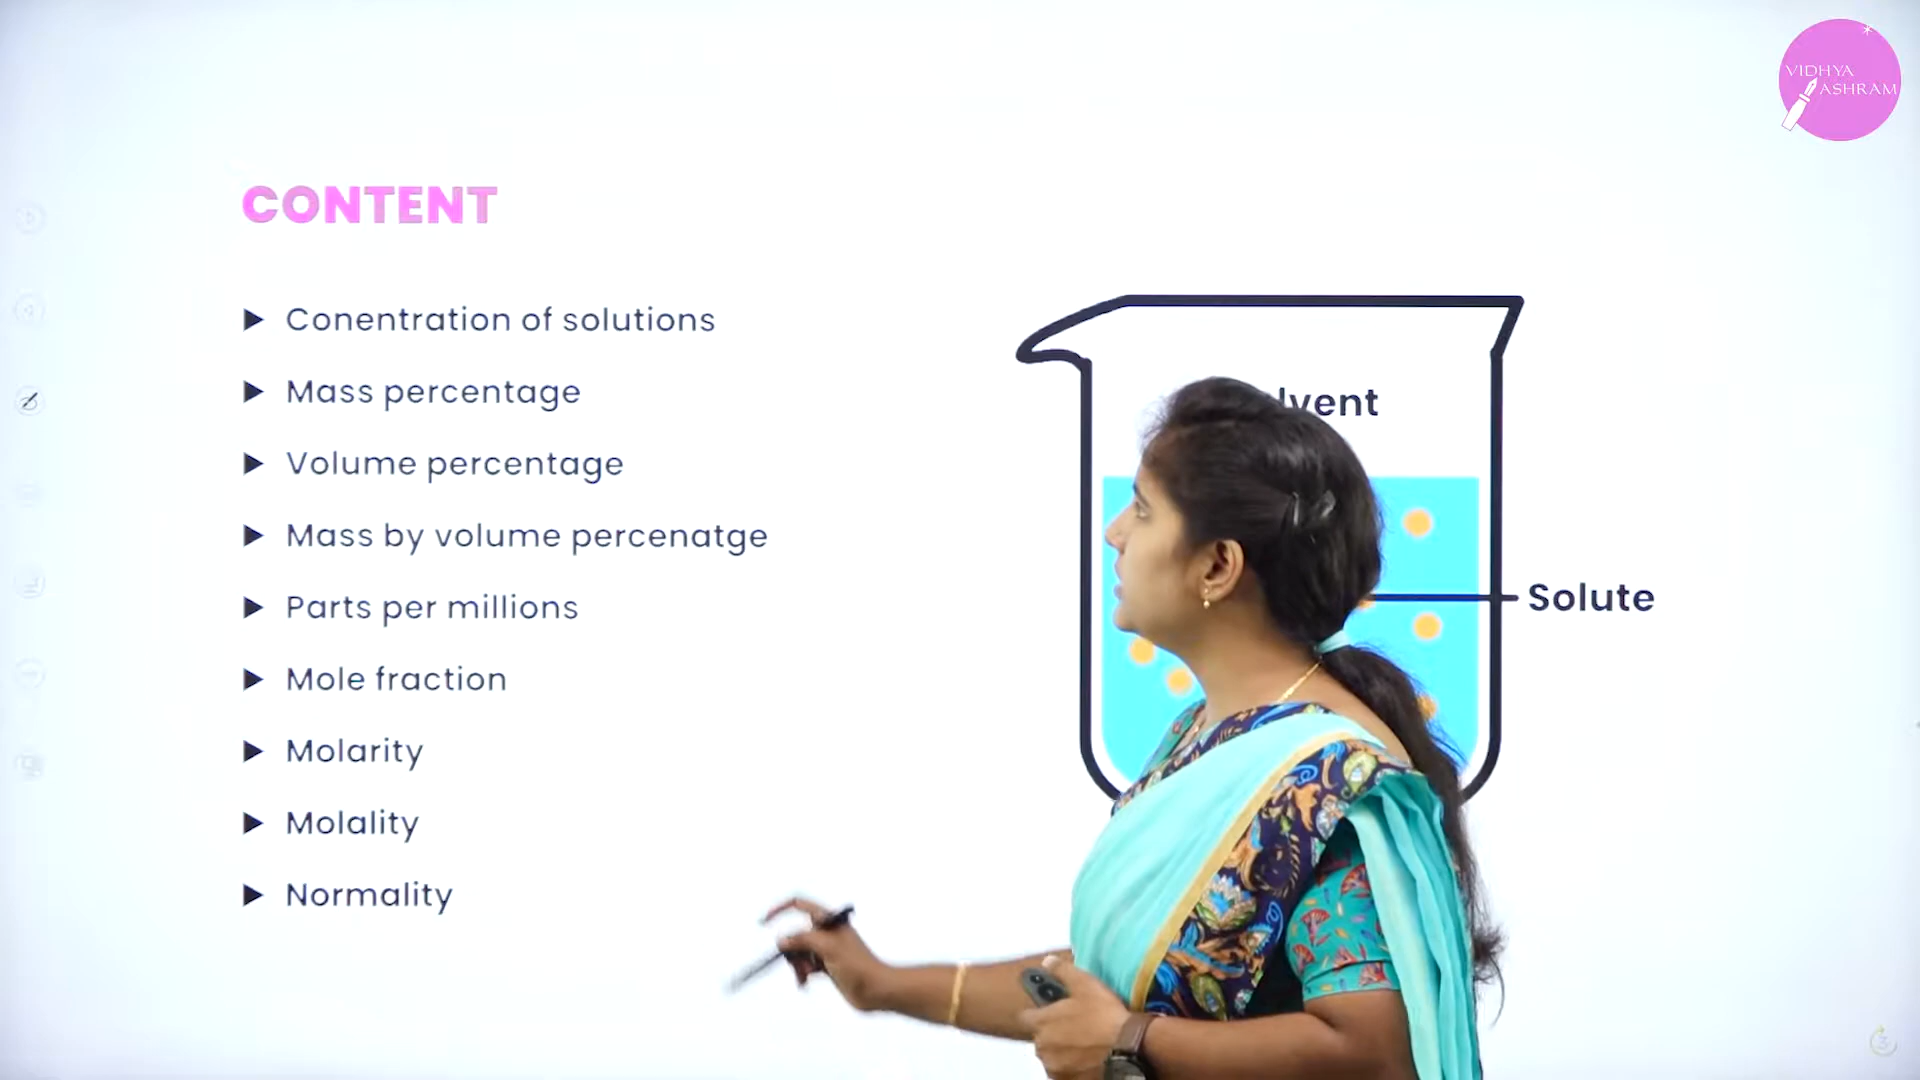 VIDHYA
ASHRAM
CONTENT
▶ Conentration of solutions
▶ Mass percentage
▶ Volume percentage
▶ Mass by volume percenatge
▶ Parts per millions
▶ Mole fraction
▶ Molarity
▶ Molality
▶ Normality
Solute